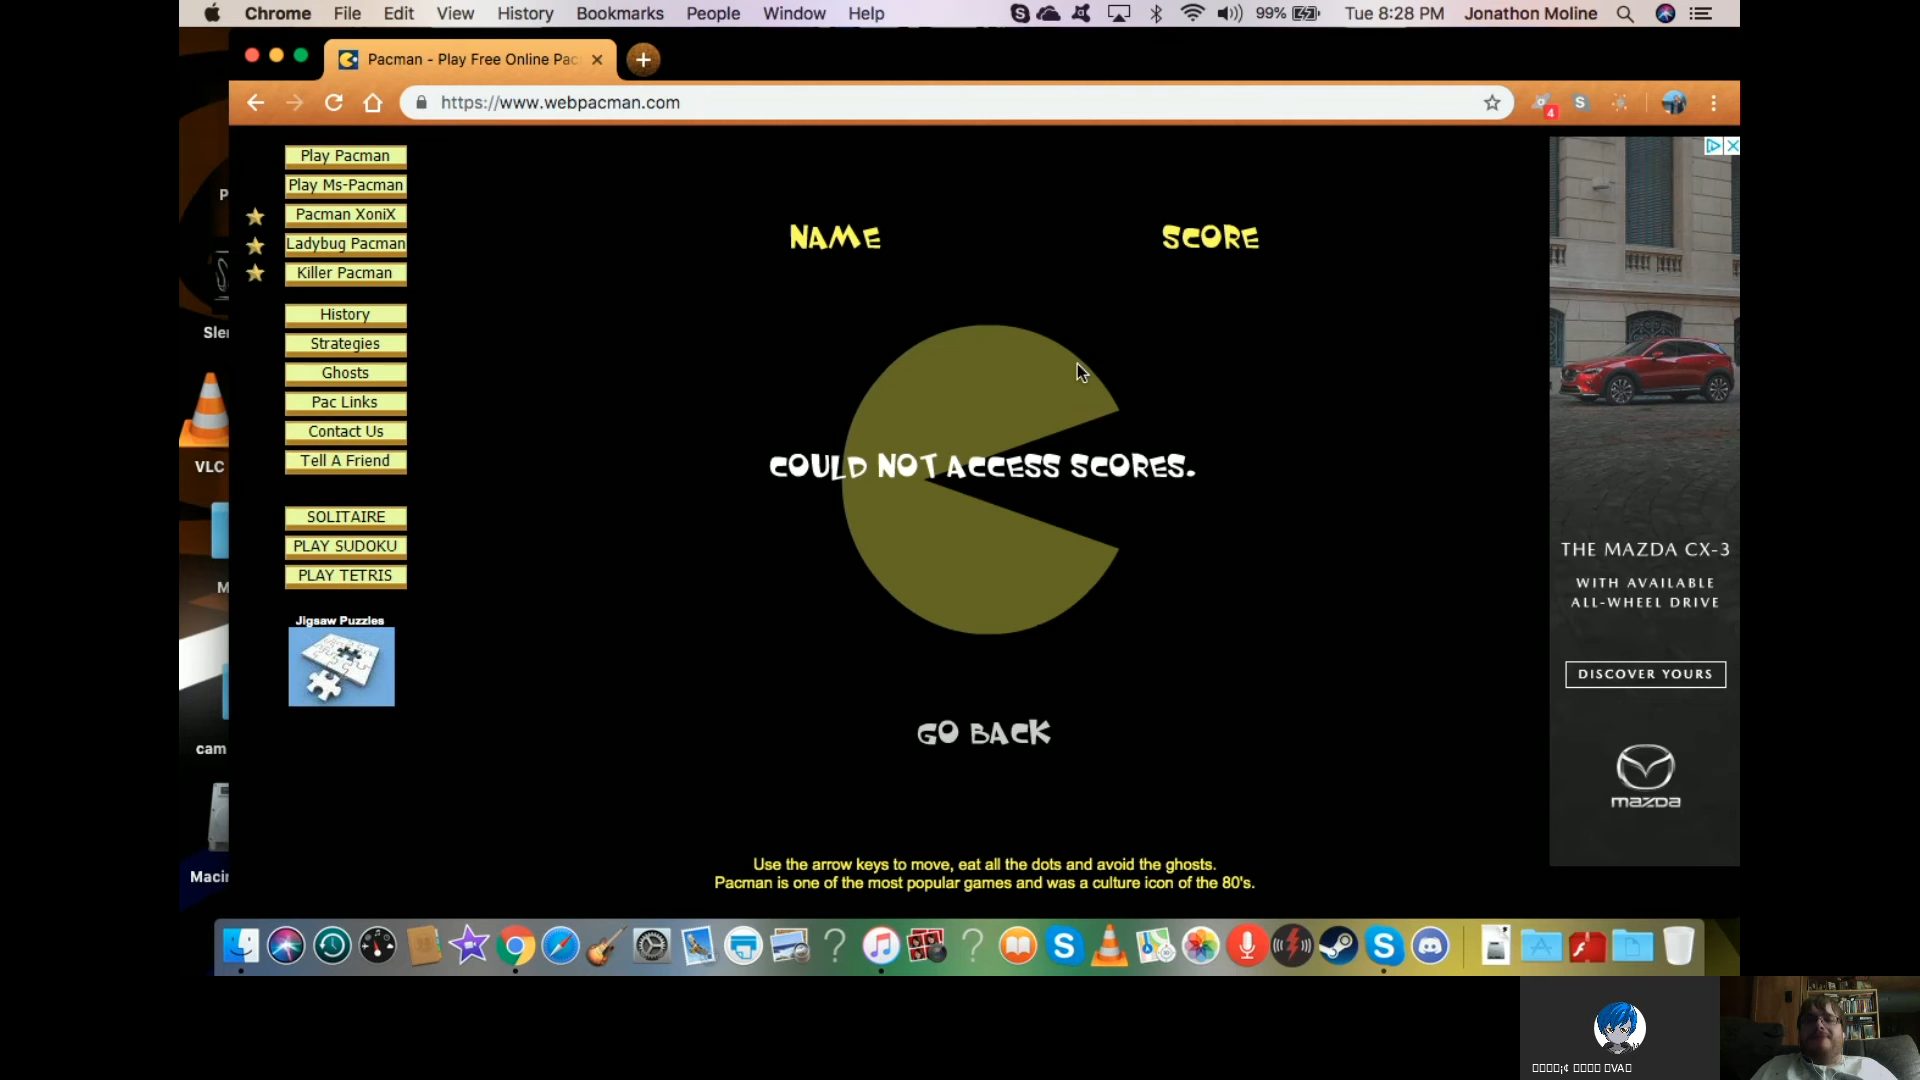 Chrome File Edit View History Bookmarks People Window Help 99% Tue 8:28 PM Jonathon Moline
Pacman - Play Free Online Pac
https://www.webpacman.com
4
Play Pacman
Play Ms-Pacman
Pacman XoniX
Ladybug Pacman
Killer Pacman
History
Strategies
Ghosts
Pac Links
Contact Us
Tell A Friend
SOLITAIRE
PLAY SUDOKU
PLAY TETRIS
Jigsaw Puzzles
NAME SCORE
COULD NOT ACCESS SCORES.
GO BACK
Use the arrow keys to move, eat all the dots and avoid the ghosts.
Pacman is one of the most popular games and was a culture icon of the 80's.
THE MAZDA CX-3
WITH AVAILABLE
ALL-WHEEL DRIVE
DISCOVER YOURS
mazda
P
Sle
VLC
M
cam
Maci